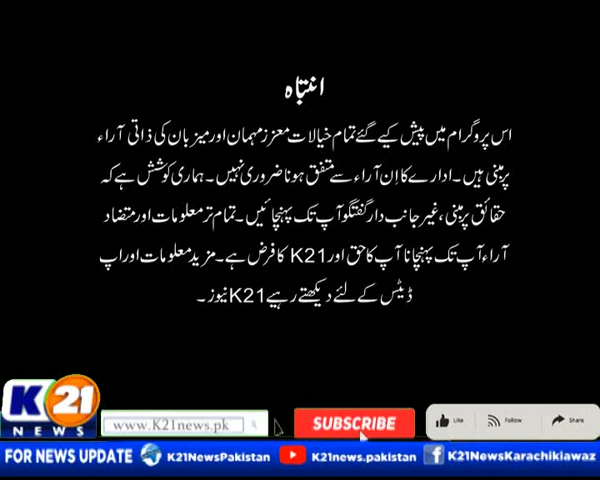 انتباہ
اس پروگرام میں پیش کیے گئے تمام خیالات معزز مہمان اور میزبان کی ذاتی آراء
پر مبنی ہیں۔ ادارے کا اِن آراء سے متفق ہونا ضروری نہیں۔ ہماری کوشش ہے کہ
حقائق پر مبنی، غیر جانب دار گفتگو آپ تک پہنچائیں۔ تمام تر معلومات اور متضاد
آراء آپ تک پہنچانا آپ کا حق اور K21 کا فرض ہے۔ مزید معلومات اور اپ
ڈیٹس کے لئے دیکھتے رہیے K21 نیوز۔
K21
NEWS
www.K21news.pk
SUBSCRIBE
Like
Follow
Share
FOR NEWS UPDATE K21NewsPakistan K21news.pakistan K21NewsKarachikiawaz